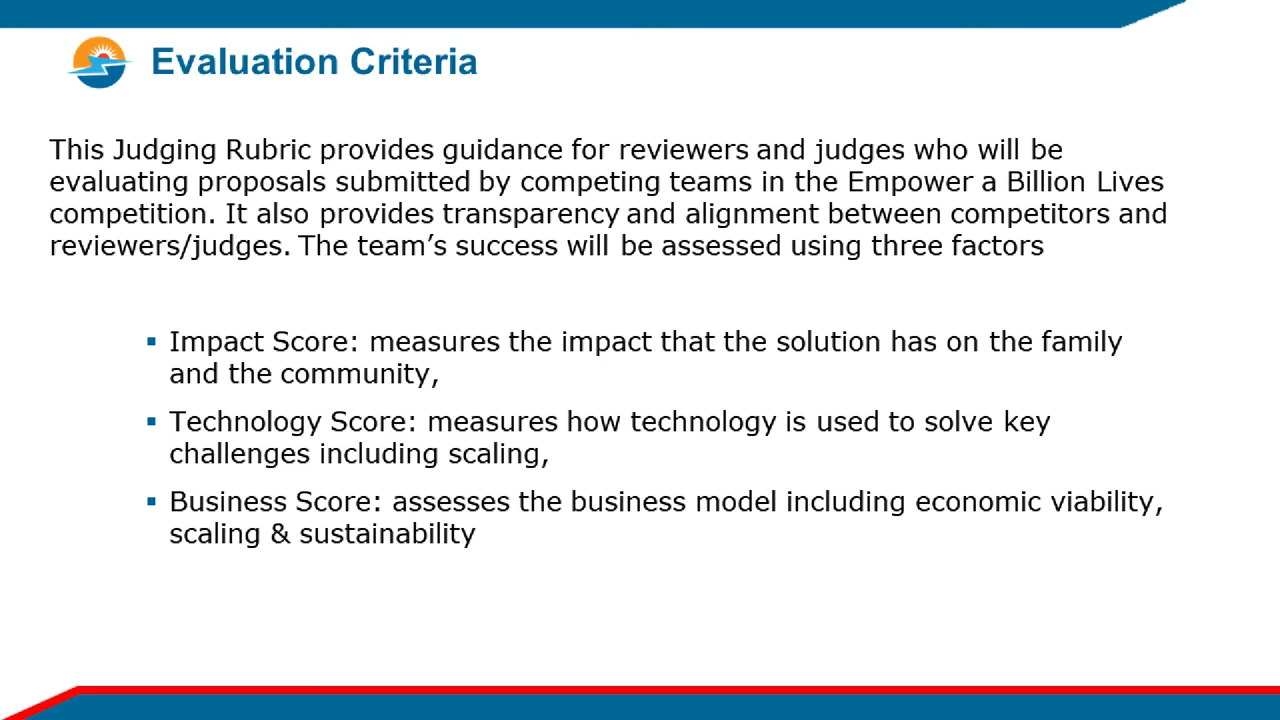 Evaluation Criteria
This Judging Rubric provides guidance for reviewers and judges who will be
evaluating proposals submitted by competing teams in the Empower a Billion Lives
competition. It also provides transparency and alignment between competitors and
reviewers/judges. The team’s success will be assessed using three factors
▪ Impact Score: measures the impact that the solution has on the family
and the community,
▪ Technology Score: measures how technology is used to solve key
challenges including scaling,
▪ Business Score: assesses the business model including economic viability,
scaling & sustainability